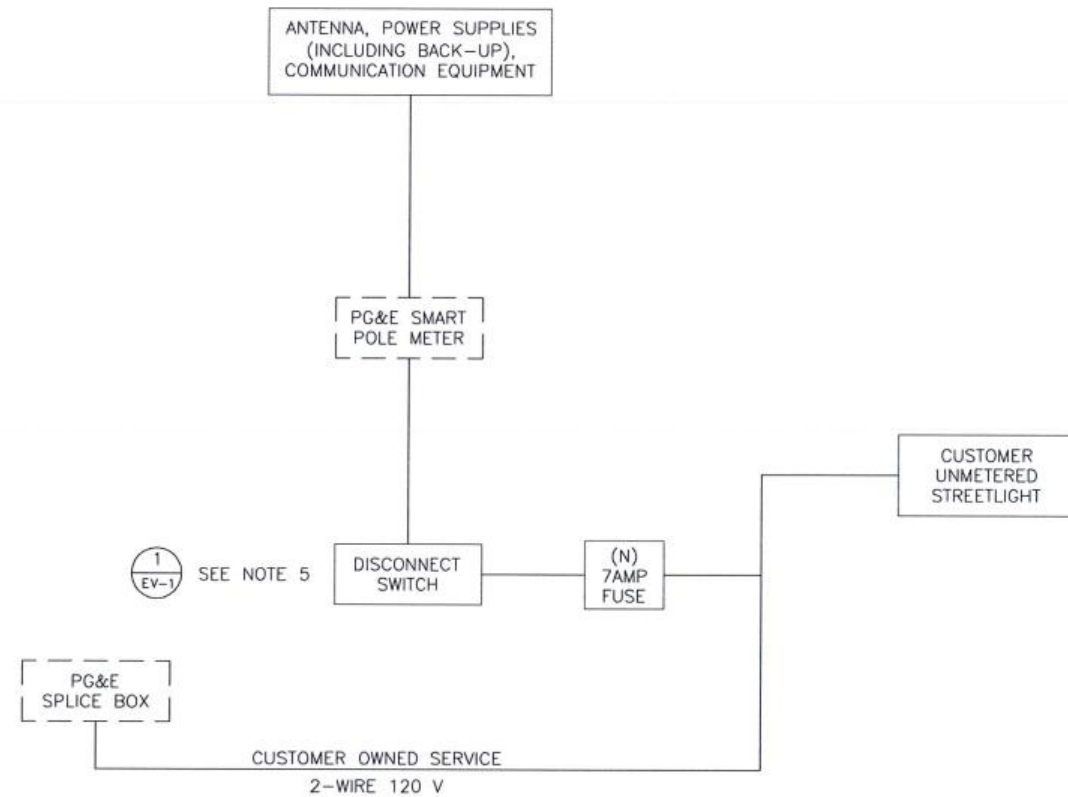 ANTENNA, POWER SUPPLIES
(INCLUDING BACK-UP),
COMMUNICATION EQUIPMENT
PG&E SMART
POLE METER
CUSTOMER
UNMETERED
STREETLIGHT
1
EV-1
SEE NOTE 5
DISCONNECT
SWITCH
(N)
7AMP
FUSE
PG&E
SPLICE BOX
CUSTOMER OWNED SERVICE
2-WIRE 120 V